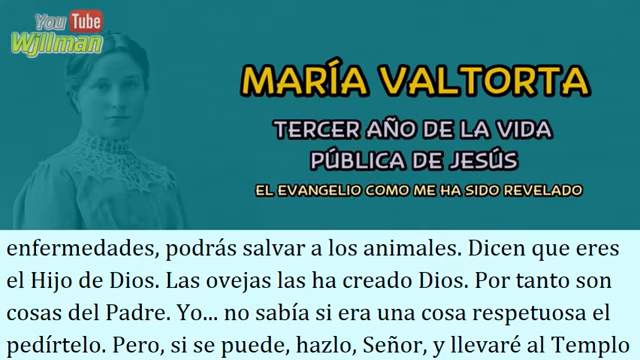 You Tube
Wjllman
MARÍA VALTORTA
TERCER AÑO DE LA VIDA
PÚBLICA DE JESÚS
EL EVANGELIO COMO ME HA SIDO REVELADO
enfermedades, podrás salvar a los animales. Dicen que eres
el Hijo de Dios. Las ovejas las ha creado Dios. Por tanto son
cosas del Padre. Yo... no sabía si era una cosa respetuosa el
pedírtelo. Pero, si se puede, hazlo, Señor, y llevaré al Templo